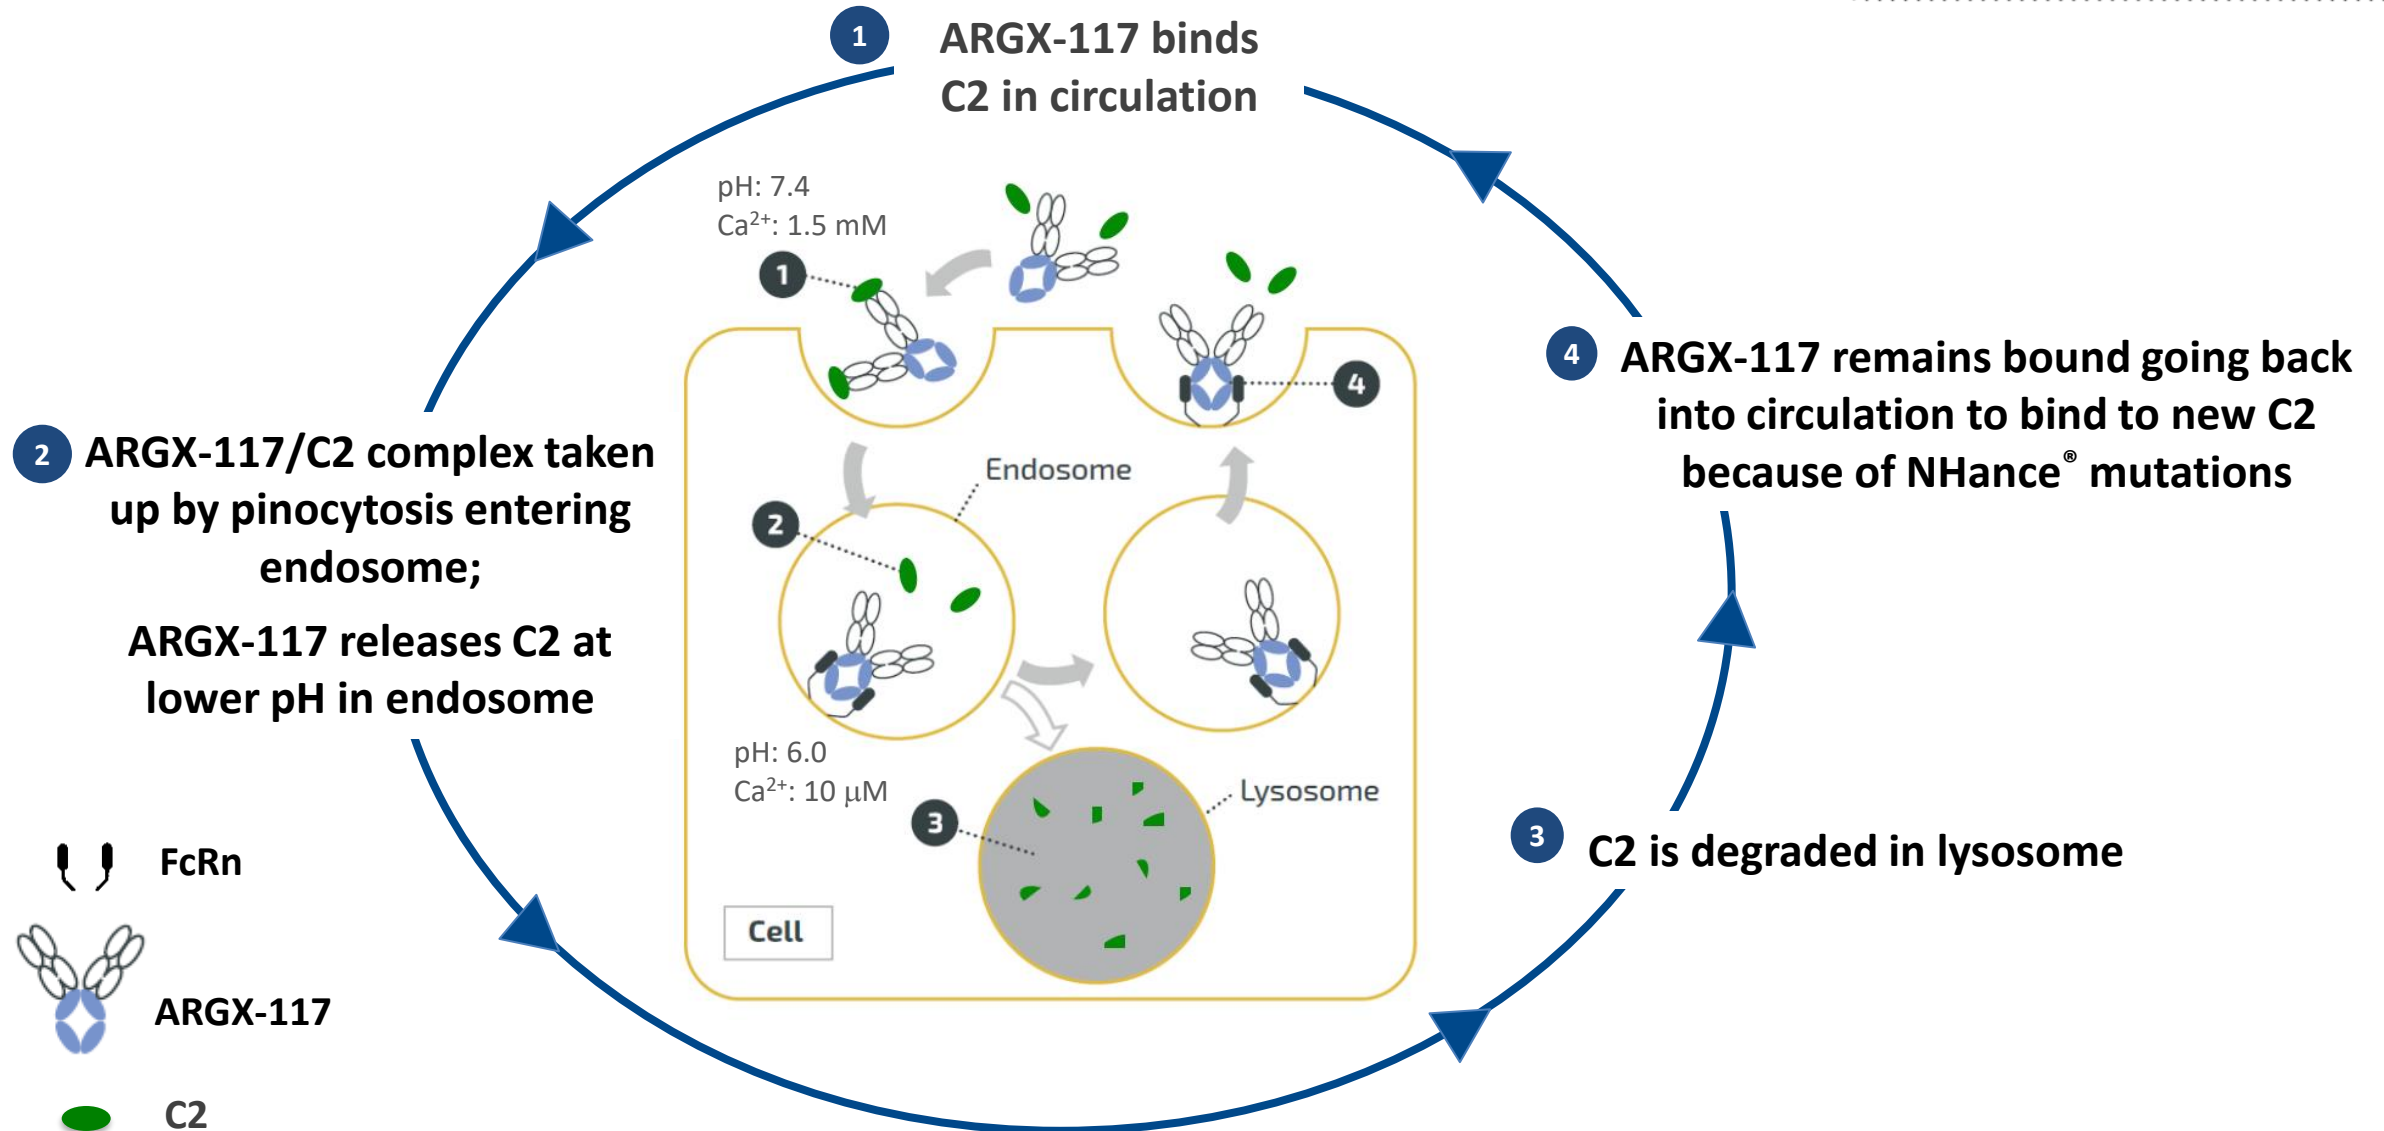 1
ARGX-117 binds
C2 in circulation
pH: 7.4
Ca²⁺: 1.5 mM
1
4
4
ARGX-117 remains bound going back
into circulation to bind to new C2
because of NHance® mutations
2
ARGX-117/C2 complex taken
up by pinocytosis entering
endosome;
ARGX-117 releases C2 at
lower pH in endosome
Endosome
2
pH: 6.0
Ca²⁺: 10 μM
3
Lysosome
3
C2 is degraded in lysosome
Cell
FcRn
ARGX-117
C2